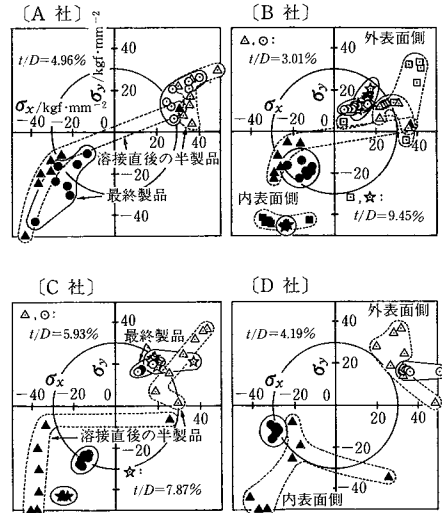 〔A 社〕
t/D=4.96%
σy/kgf·mm⁻²
σx/kgf·mm⁻²
40
20
−40
−20
20
40
溶接直後の半製品
最終製品
−20
−40
〔B 社〕
△,⊙:
t/D=3.01%
外表面側
σx
σy
40
20
−40
−20
20
40
−20
内表面側
⊡,☆:
t/D=9.45%
〔C 社〕
△,⊙:
t/D=5.93%
最終製品
40
20
σx
σy
−40
−20
20
40
溶接直後の半製品
−20
☆:
t/D=7.87%
〔D 社〕
t/D=4.19%
外表面側
40
20
σx
σy
−40
−20
20
40
−20
−40
内表面側